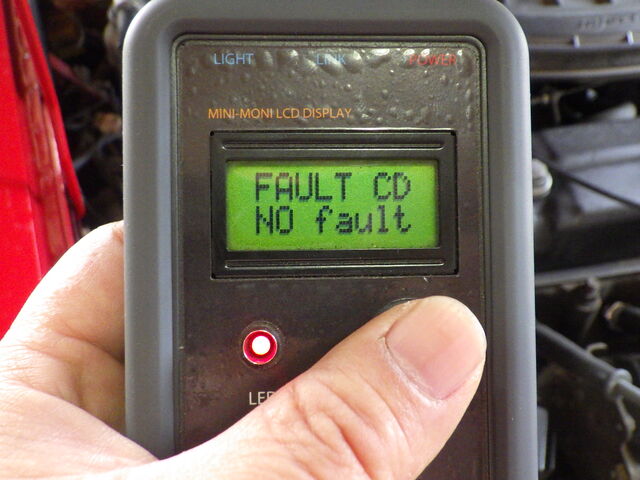 LIGHT LINK POWER
MINI-MONI LCD DISPLAY
FAULT CD
NO fault